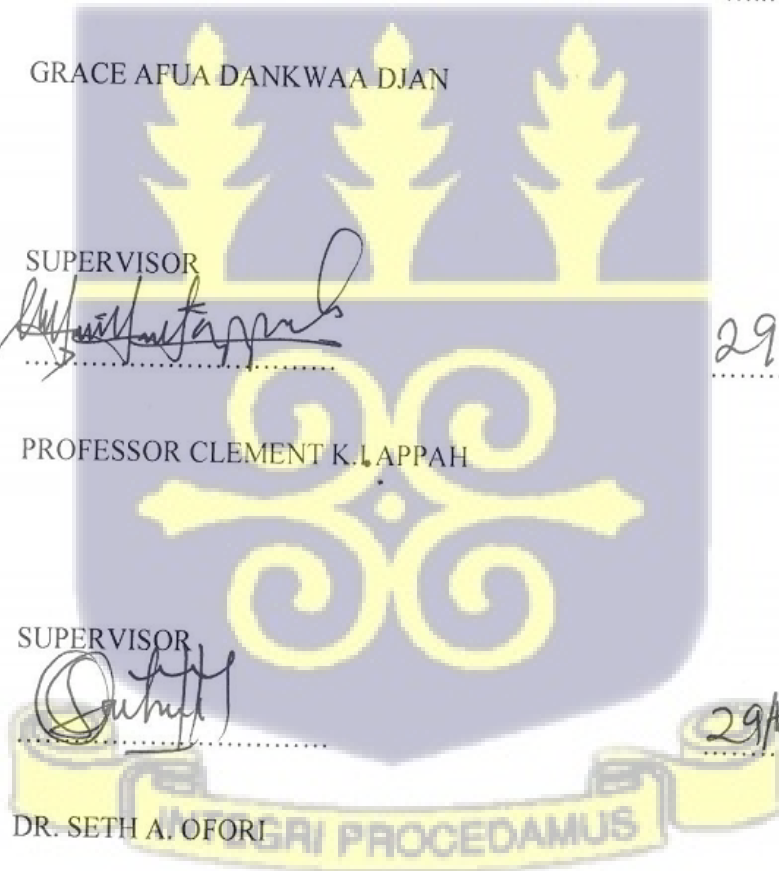 GRACE AFUA DANKWAA DJAN
SUPERVISOR
29
PROFESSOR CLEMENT K.I. APPAH
SUPERVISOR
29/
DR. SETH A. OFORI
INTEGRI PROCEDAMUS